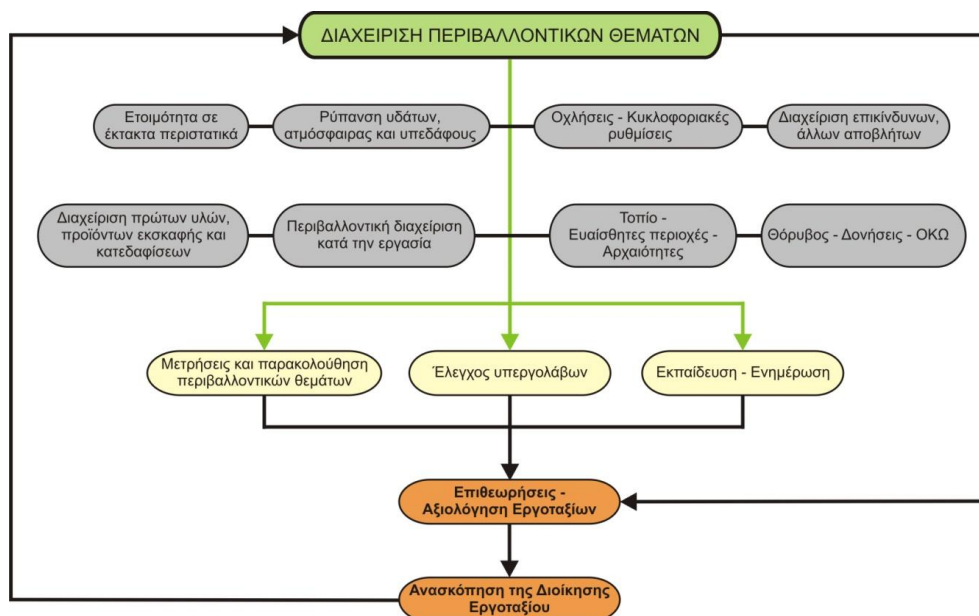 ΔΙΑΧΕΙΡΙΣΗ ΠΕΡΙΒΑΛΛΟΝΤΙΚΩΝ ΘΕΜΑΤΩΝ
Ετοιμότητα σε
έκτακτα περιστατικά
Ρύπανση υδάτων,
ατμόσφαιρας και υπεδάφους
Οχλήσεις - Κυκλοφοριακές
ρυθμίσεις
Διαχείριση επικίνδυνων,
άλλων αποβλήτων
Διαχείριση πρώτων υλών,
προϊόντων εκσκαφής και
κατεδαφίσεων
Περιβαλλοντική διαχείριση
κατά την εργασία
Τοπίο -
Ευαίσθητες περιοχές -
Αρχαιότητες
Θόρυβος - Δονήσεις - ΟΚΩ
Μετρήσεις και παρακολούθηση
περιβαλλοντικών θεμάτων
Έλεγχος υπεργολάβων
Εκπαίδευση - Ενημέρωση
Επιθεωρήσεις -
Αξιολόγηση Εργοταξίων
Ανασκόπηση της Διοίκησης
Εργοταξίου